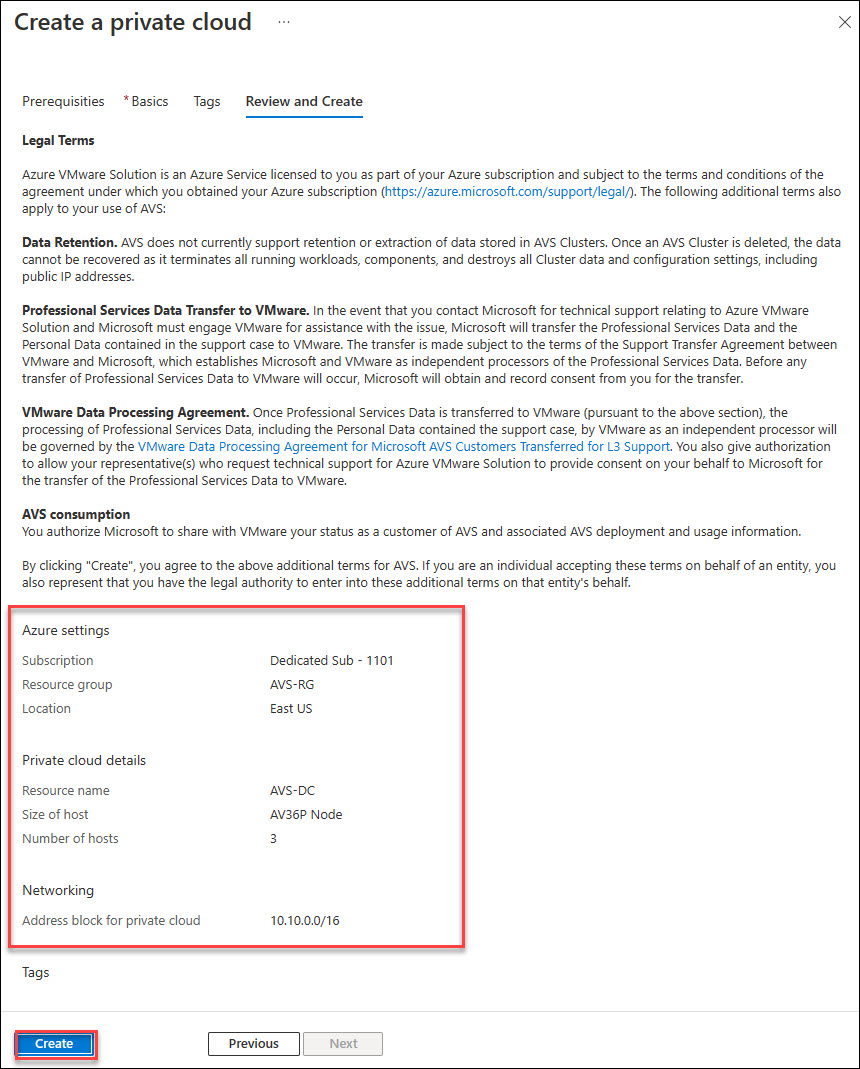 Create a private cloud ...
Prerequisities * Basics Tags Review and Create
Legal Terms
Azure VMware Solution is an Azure Service licensed to you as part of your Azure subscription and subject to the terms and conditions of the
agreement under which you obtained your Azure subscription (https://azure.microsoft.com/support/legal/). The following additional terms also
apply to your use of AVS:
Data Retention. AVS does not currently support retention or extraction of data stored in AVS Clusters. Once an AVS Cluster is deleted, the data
cannot be recovered as it terminates all running workloads, components, and destroys all Cluster data and configuration settings, including
public IP addresses.
Professional Services Data Transfer to VMware. In the event that you contact Microsoft for technical support relating to Azure VMware
Solution and Microsoft must engage VMware for assistance with the issue, Microsoft will transfer the Professional Services Data and the
Personal Data contained in the support case to VMware. The transfer is made subject to the terms of the Support Transfer Agreement between
VMware and Microsoft, which establishes Microsoft and VMware as independent processors of the Professional Services Data. Before any
transfer of Professional Services Data to VMware will occur, Microsoft will obtain and record consent from you for the transfer.
VMware Data Processing Agreement. Once Professional Services Data is transferred to VMware (pursuant to the above section), the
processing of Professional Services Data, including the Personal Data contained the support case, by VMware as an independent processor will
be governed by the VMware Data Processing Agreement for Microsoft AVS Customers Transferred for L3 Support. You also give authorization
to allow your representative(s) who request technical support for Azure VMware Solution to provide consent on your behalf to Microsoft for
the transfer of the Professional Services Data to VMware.
AVS consumption
You authorize Microsoft to share with VMware your status as a customer of AVS and associated AVS deployment and usage information.
By clicking "Create", you agree to the above additional terms for AVS. If you are an individual accepting these terms on behalf of an entity, you
also represent that you have the legal authority to enter into these additional terms on that entity's behalf.
Azure settings
Subscription Dedicated Sub - 1101
Resource group AVS-RG
Location East US
Private cloud details
Resource name AVS-DC
Size of host AV36P Node
Number of hosts 3
Networking
Address block for private cloud 10.10.0.0/16
Tags
Create Previous Next